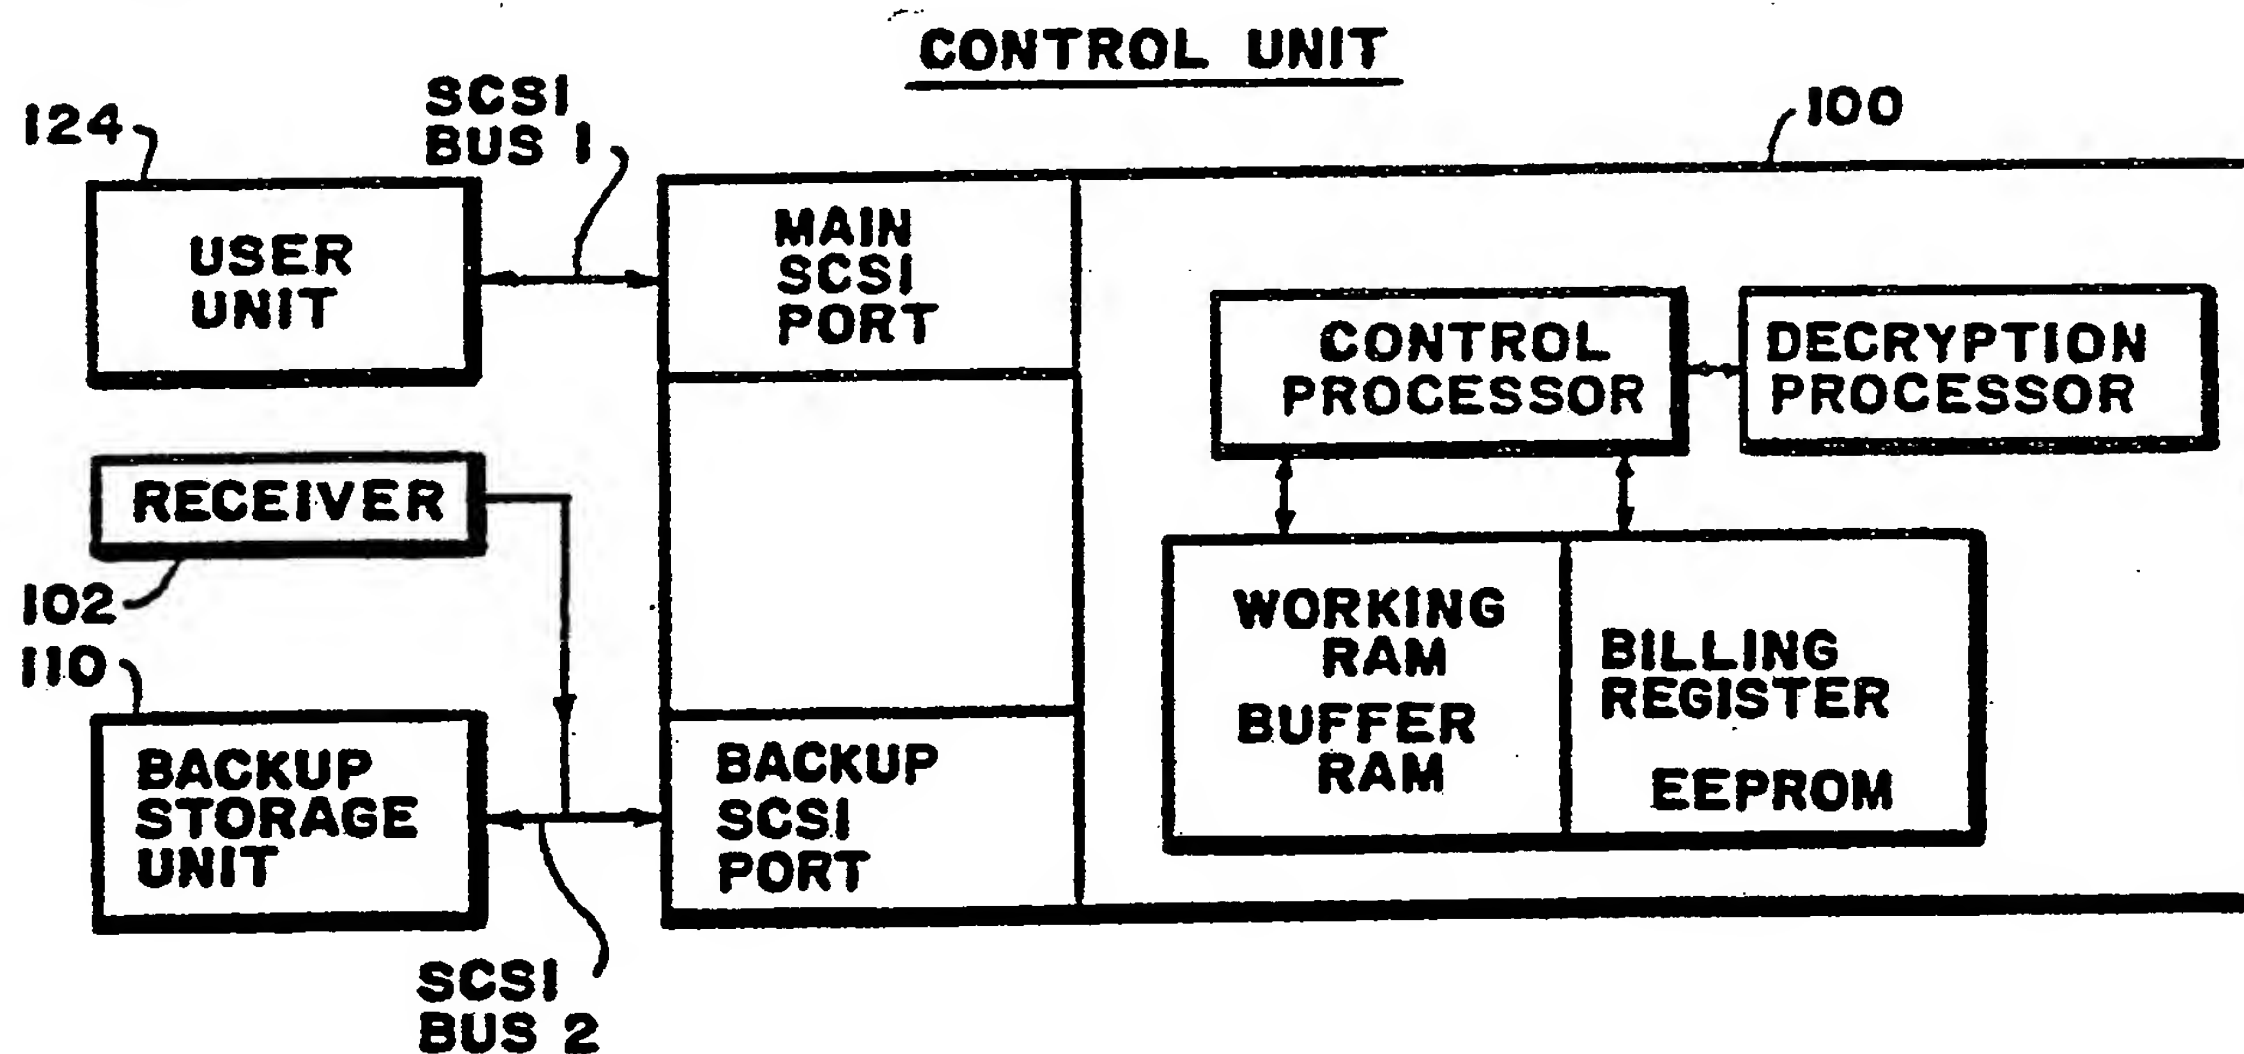 CONTROL UNIT
SCSI
BUS 1
124
100
USER
UNIT
MAIN
SCSI
PORT
CONTROL
PROCESSOR
DECRYPTION
PROCESSOR
RECEIVER
102
110
WORKING
RAM
BUFFER
RAM
BILLING
REGISTER
EEPROM
BACKUP
STORAGE
UNIT
BACKUP
SCSI
PORT
SCSI
BUS 2